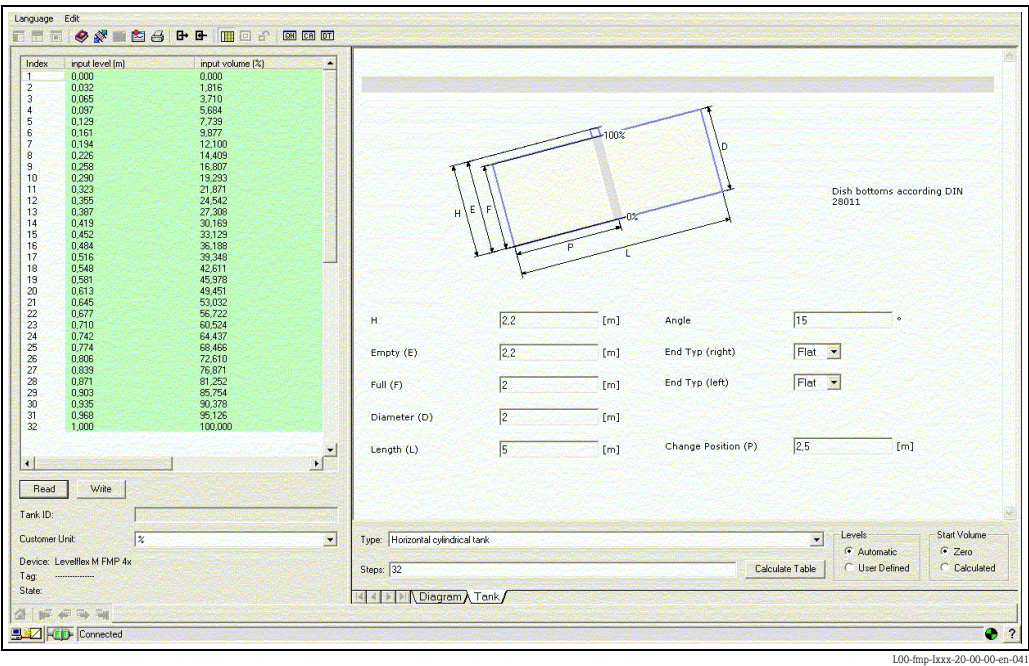 Language Edit
DH CA DT
Index input level (m) input volume (%)
1 0,000 0,000
2 0,032 1,816
3 0,065 3,710
4 0,097 5,684
5 0,129 7,739
6 0,161 9,877
7 0,194 12,100
8 0,226 14,409
9 0,258 16,807
10 0,290 19,293
11 0,323 21,871
12 0,355 24,542
13 0,387 27,308
14 0,419 30,169
15 0,452 33,129
16 0,484 36,188
17 0,516 39,348
18 0,548 42,611
19 0,581 45,978
20 0,613 49,451
21 0,645 53,032
22 0,677 56,722
23 0,710 60,524
24 0,742 64,437
25 0,774 68,466
26 0,806 72,610
27 0,839 76,871
28 0,871 81,252
29 0,903 85,754
30 0,935 90,378
31 0,968 95,126
32 1,000 100,000
Read Write
Tank ID:
Customer Unit: %
Device: Levelflex M FMP 4x
Tag: ---------------
State:
100%
D
H E F
0%
P
L
Dish bottoms according DIN
28011
H 2.2 [m] Angle 15 °
Empty (E) 2.2 [m] End Typ (right) Flat
Full (F) 2 [m] End Typ (left) Flat
Diameter (D) 2 [m]
Length (L) 5 [m] Change Position (P) 2.5 [m]
Type: Horizontal cylindrical tank
Steps: 32 Calculate Table
Levels
Automatic
User Defined
Start Volume
Zero
Calculated
Diagram Tank
Connected
?
L00-fmp-Ixxx-20-00-00-en-041